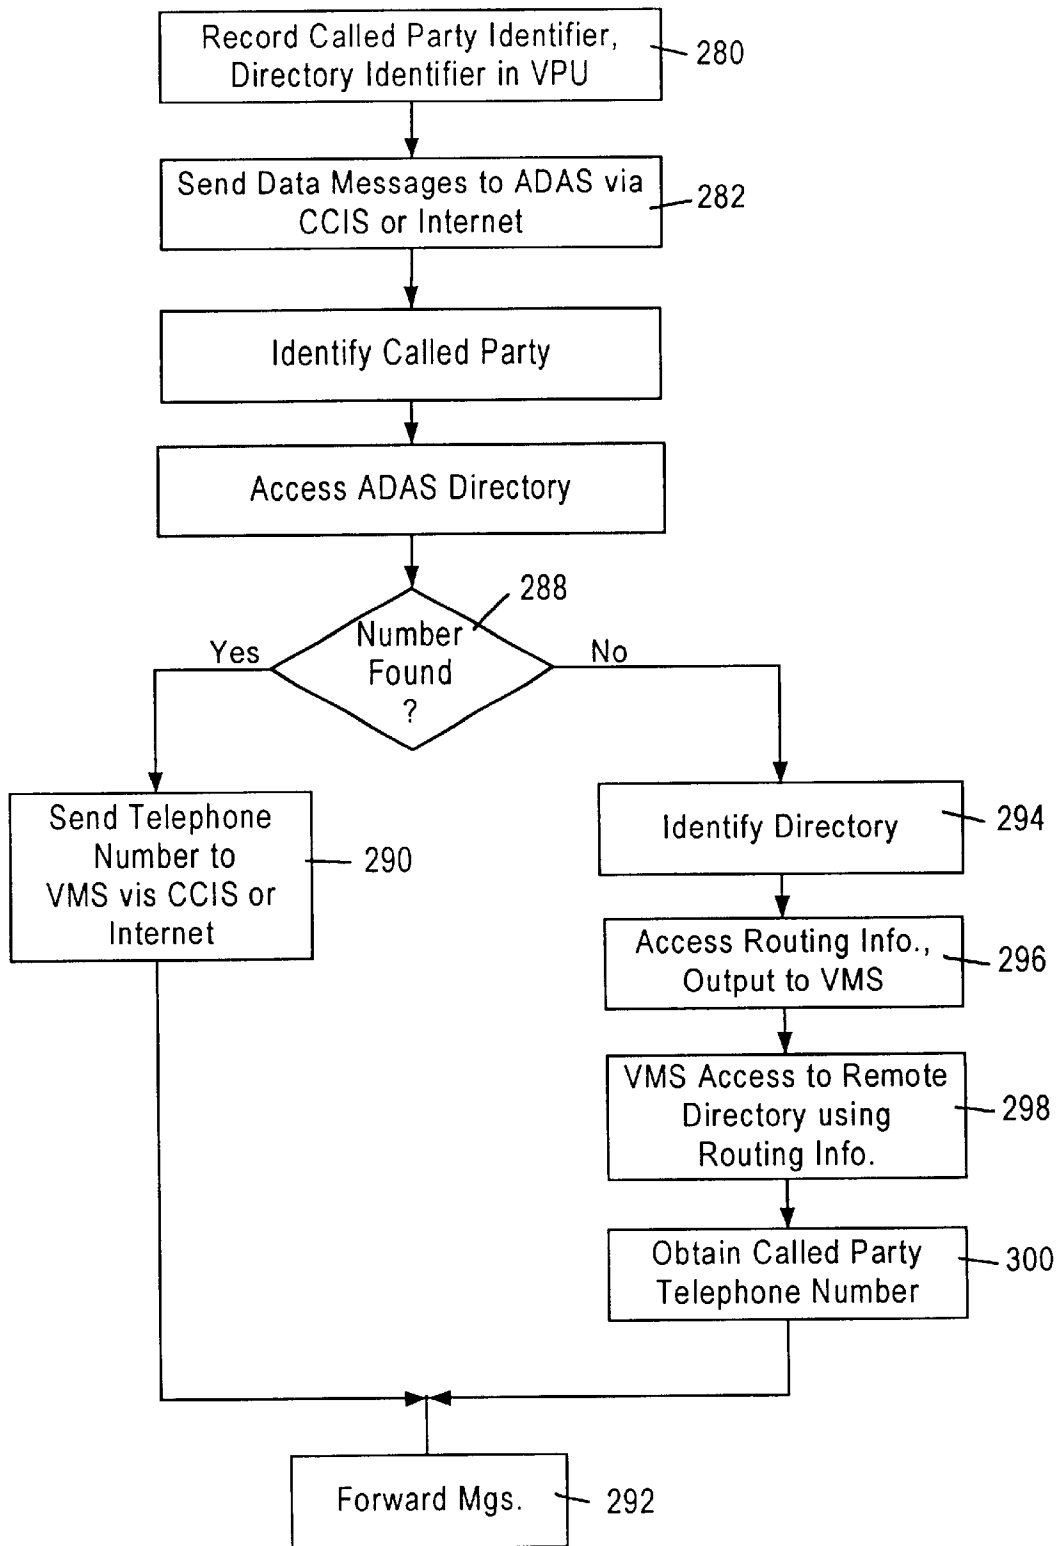 Record Called Party Identifier,
Directory Identifier in VPU
280
Send Data Messages to ADAS via
CCIS or Internet
282
Identify Called Party
Access ADAS Directory
288
Number
Found
?
Yes
No
Send Telephone
Number to
VMS vis CCIS or
Internet
290
Identify Directory
294
Access Routing Info.,
Output to VMS
296
VMS Access to Remote
Directory using
Routing Info.
298
Obtain Called Party
Telephone Number
300
Forward Mgs.
292